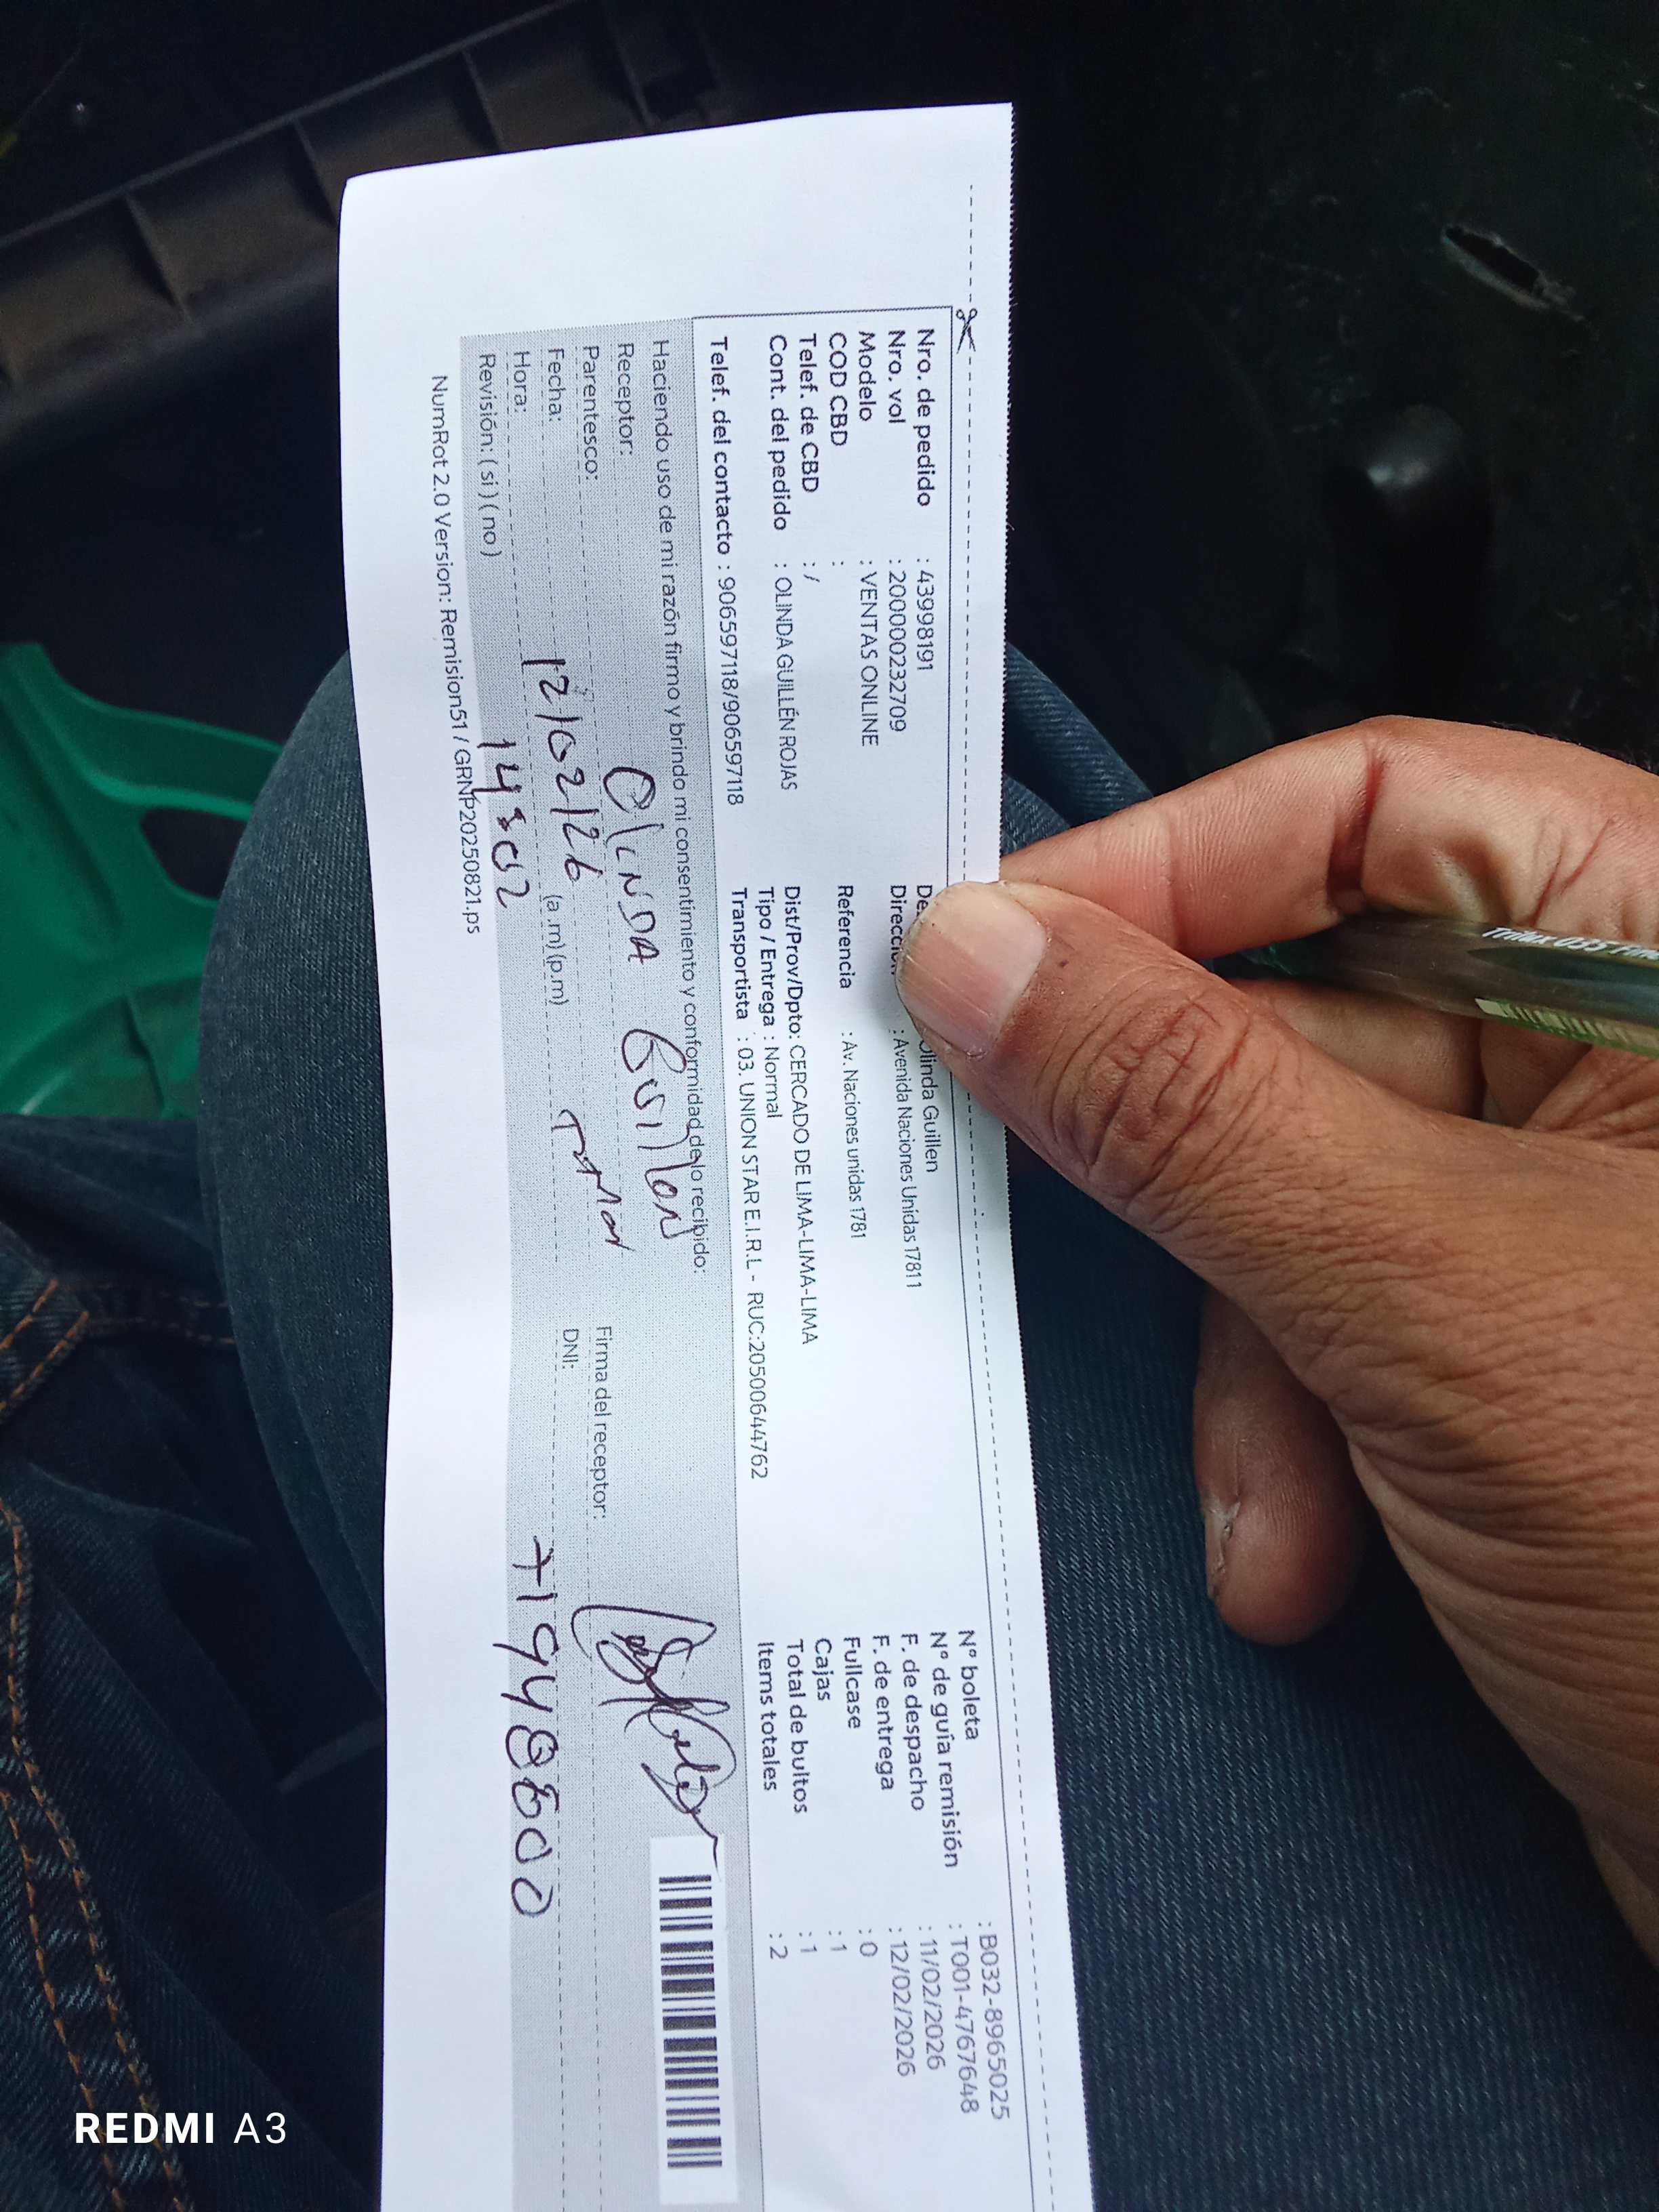 Nro. de pedido : 43998191
Nro. vol : 2000000232709
Modelo : VENTAS ONLINE
COD CBD :
Telef. de CBD : /
Cont. del pedido : OLINDA GUILLÉN ROJAS
Telef. del contacto : 906597118/906597118
Olinda Guillen
: Avenida Naciones Unidas 17811
Referencia : Av. Naciones unidas 1781
Dist/Prov/Dpto: CERCADO DE LIMA-LIMA-LIMA
Tipo / Entrega : Normal
Transportista : 03. UNION STAR E.I.R.L - RUC:20500644762
N° boleta : B032-8965025
N° de guía remisión : T001-4767648
F. de despacho : 11/02/2026
F. de entrega : 12/02/2026
Fullcase : 0
Cajas : 1
Total de bultos : 1
Items totales : 2
Haciendo uso de mi razón firmo y brindo mi consentimiento y conformidad de lo recibido:
Receptor: OLINDA
Parentesco:
Fecha: 12/02/26
Hora: 14:02 (a .m) (p.m)
Revisión: ( si ) ( no )
Firma del receptor:
DNI: 71948600
NumRot 2.0 Version: Remision51 / GRNP20250821.ps
REDMI A3